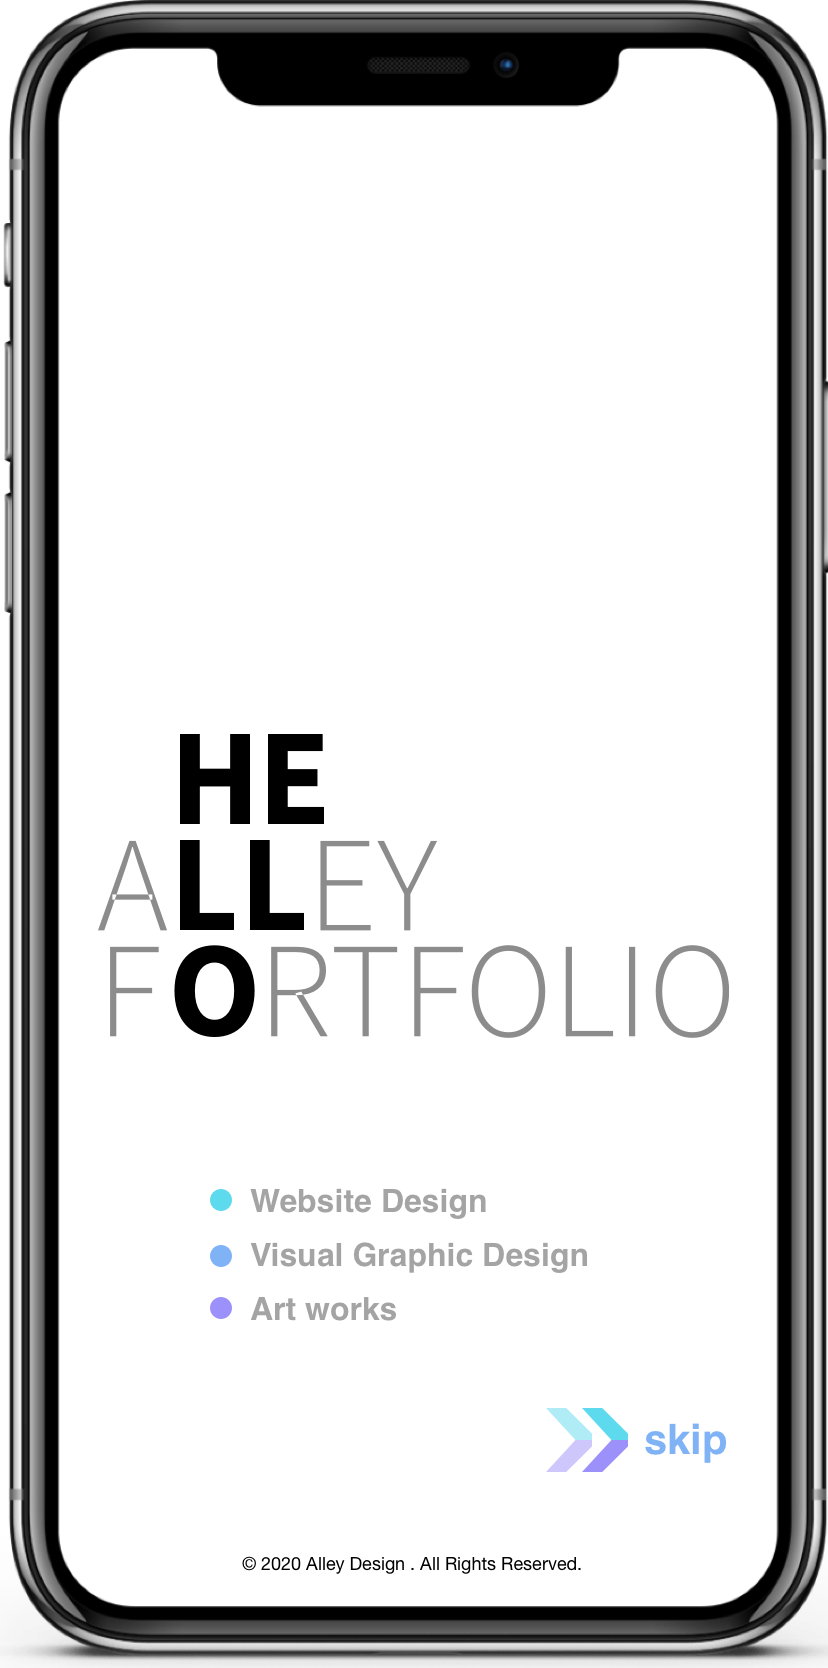 HE
ALLEY
FORTFOLIO
Website Design
Visual Graphic Design
Art works
skip
© 2020 Alley Design . All Rights Reserved.